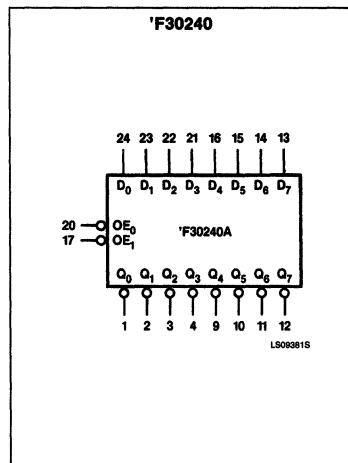 'F30240
24 23 22 21 16 15 14 13
D0 D1 D2 D3 D4 D5 D6 D7
20 OE0
'F30240A
17 OE1
Q0 Q1 Q2 Q3 Q4 Q5 Q6 Q7
1 2 3 4 9 10 11 12
LS09381S